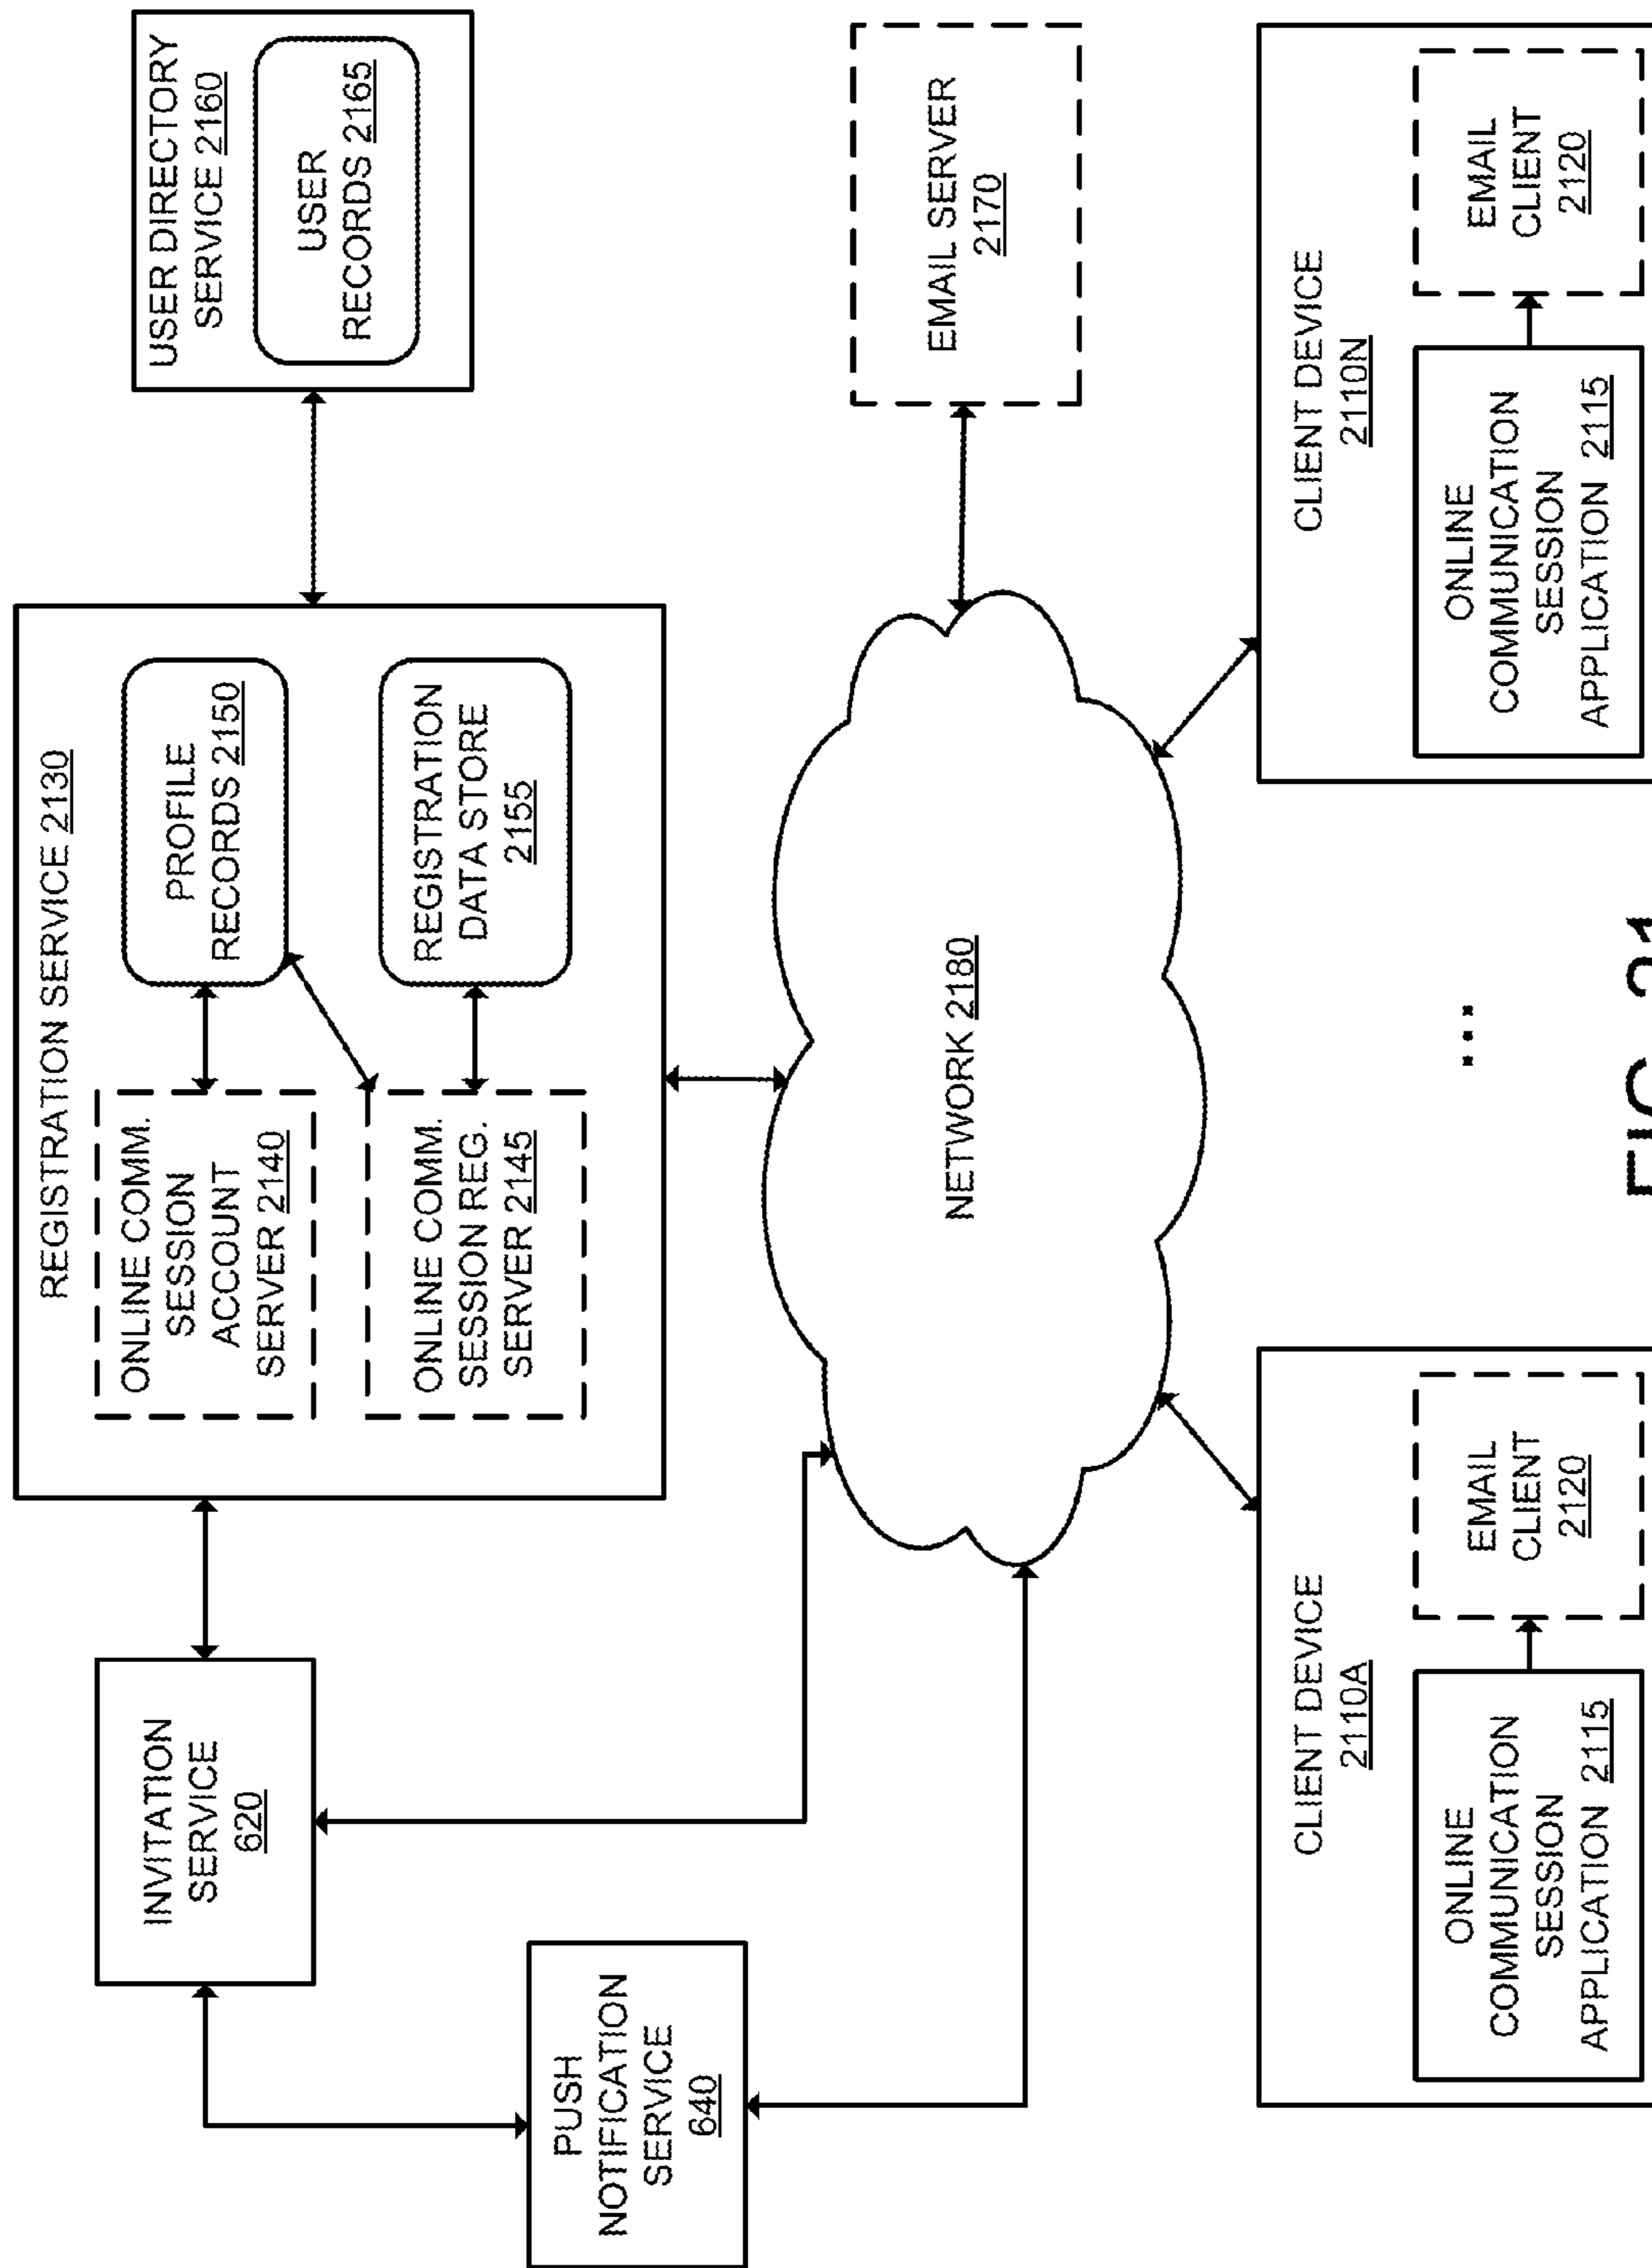 REGISTRATION SERVICE 2130
ONLINE COMM.
SESSION
ACCOUNT
SERVER 2140
PROFILE
RECORDS 2150
ONLINE COMM.
SESSION REG.
SERVER 2145
REGISTRATION
DATA STORE
2155
USER DIRECTORY
SERVICE 2160
USER
RECORDS 2165
INVITATION
SERVICE
620
PUSH
NOTIFICATION
SERVICE
640
NETWORK 2180
EMAIL SERVER
2170
CLIENT DEVICE
2110A
ONLINE
COMMUNICATION
SESSION
APPLICATION 2115
EMAIL
CLIENT
2120
...
CLIENT DEVICE
2110N
ONLINE
COMMUNICATION
SESSION
APPLICATION 2115
EMAIL
CLIENT
2120
FIG. 21